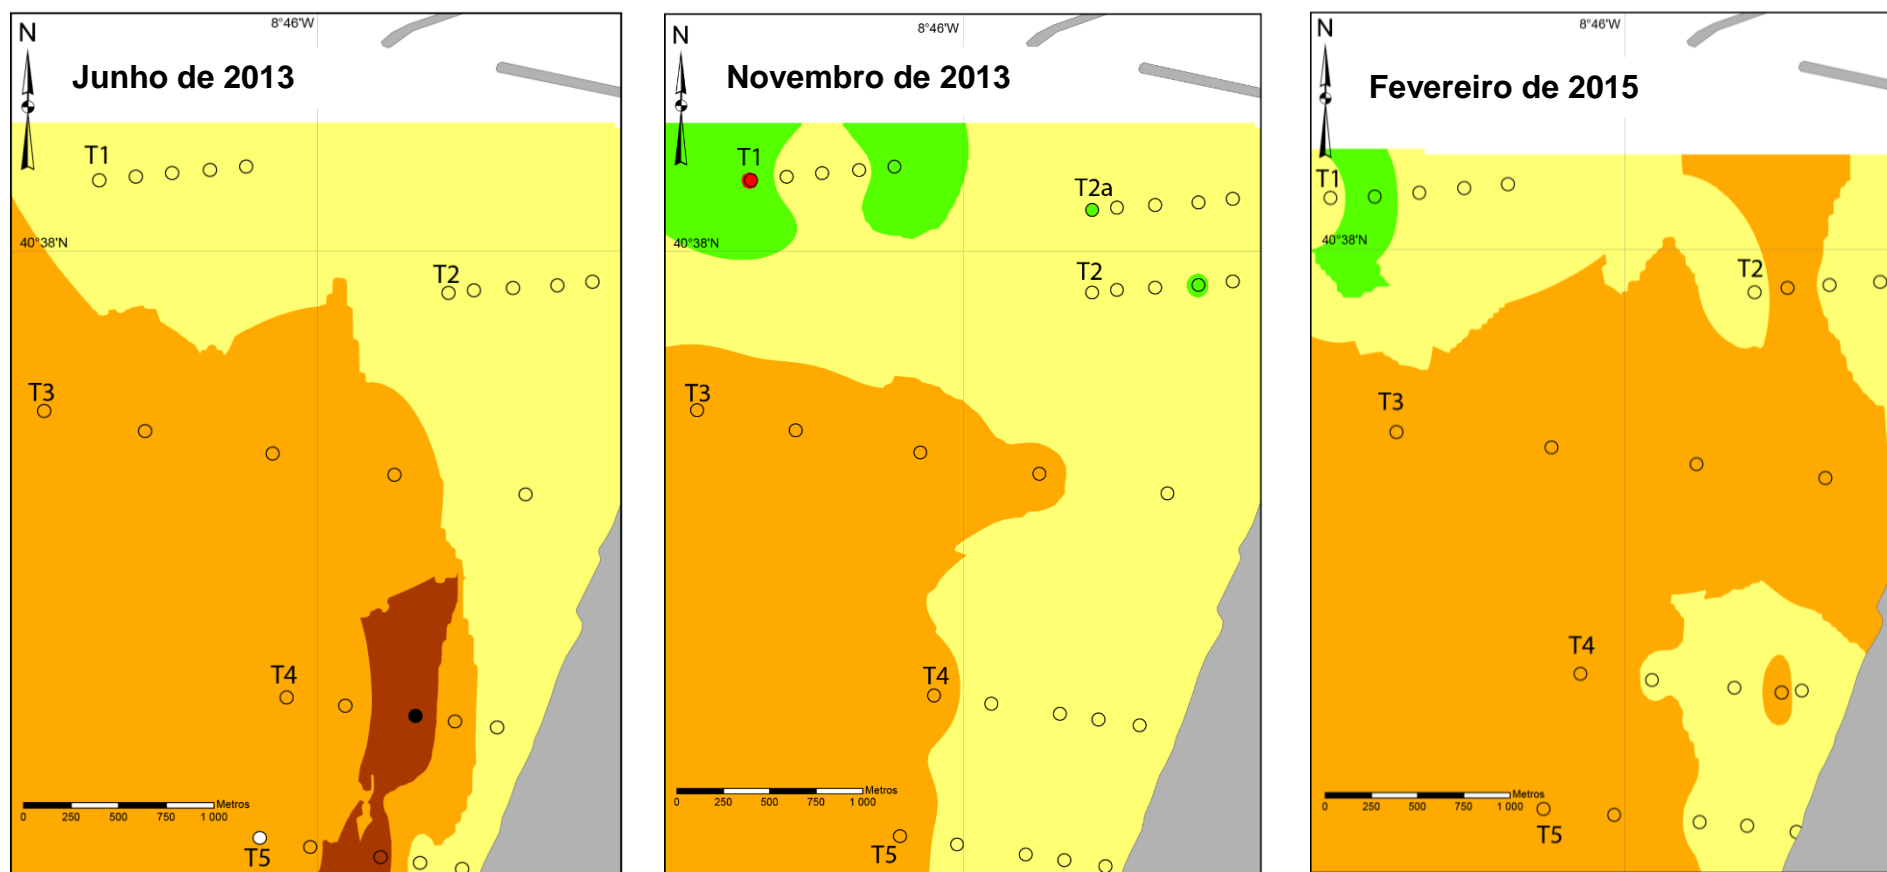 8°46'W
N
Junho de 2013
T1
40°38'N
T2
T3
T4
Metros
0 250 500 750 1 000
T5
8°46'W
N
Novembro de 2013
T1
T2a
40°38'N
T2
T3
T4
Metros
0 250 500 750 1 000
T5
8°46'W
N
Fevereiro de 2015
T1
40°38'N
T2
T3
T4
Metros
0 250 500 750 1 000
T5